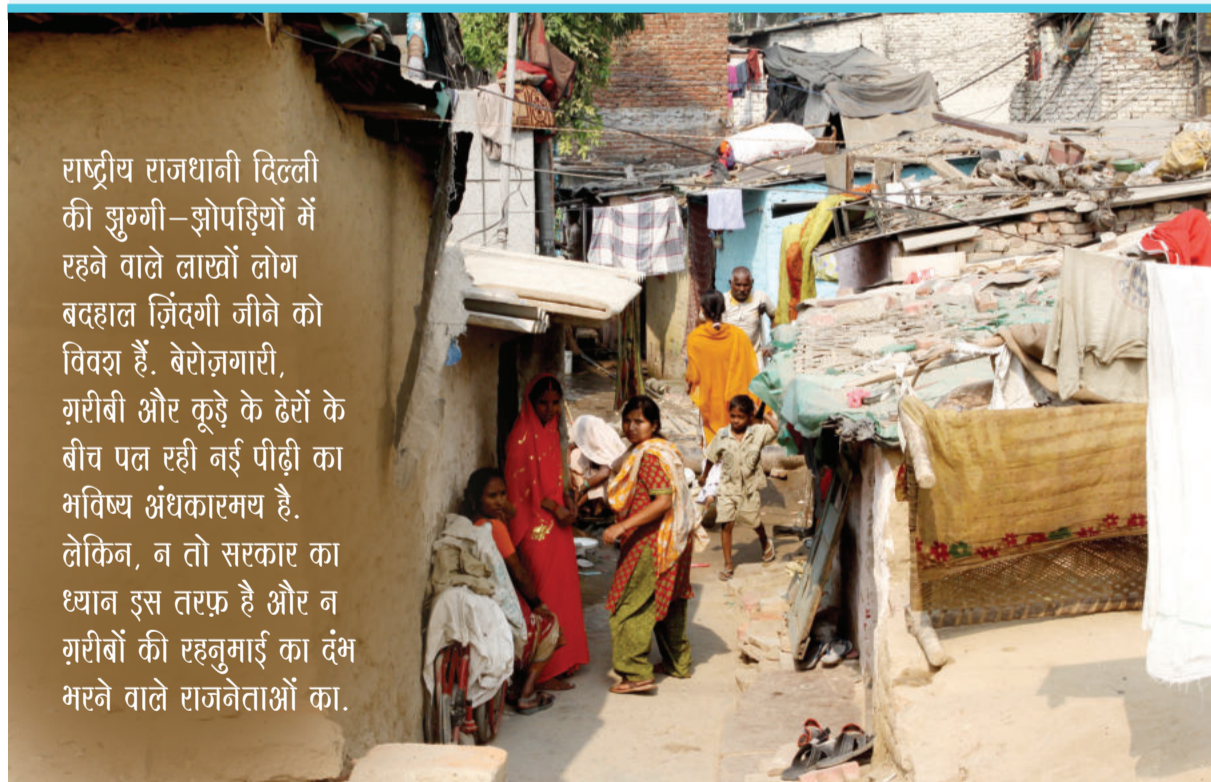 राष्ट्रीय राजधानी दिल्ली
की झुग्गी–झोपड़ियों में
रहने वाले लाखों लोग
बदहाल ज़िंदगी जीने को
विवश हैं. बेरोज़गारी,
ग़रीबी और कूड़े के ढेरों के
बीच पल रही नई पीढ़ी का
भविष्य अंधकारमय है.
लेकिन, न तो सरकार का
ध्यान इस तरफ़ है और न
ग़रीबों की रहनुमाई का दंभ
भरने वाले राजनेताओं का.